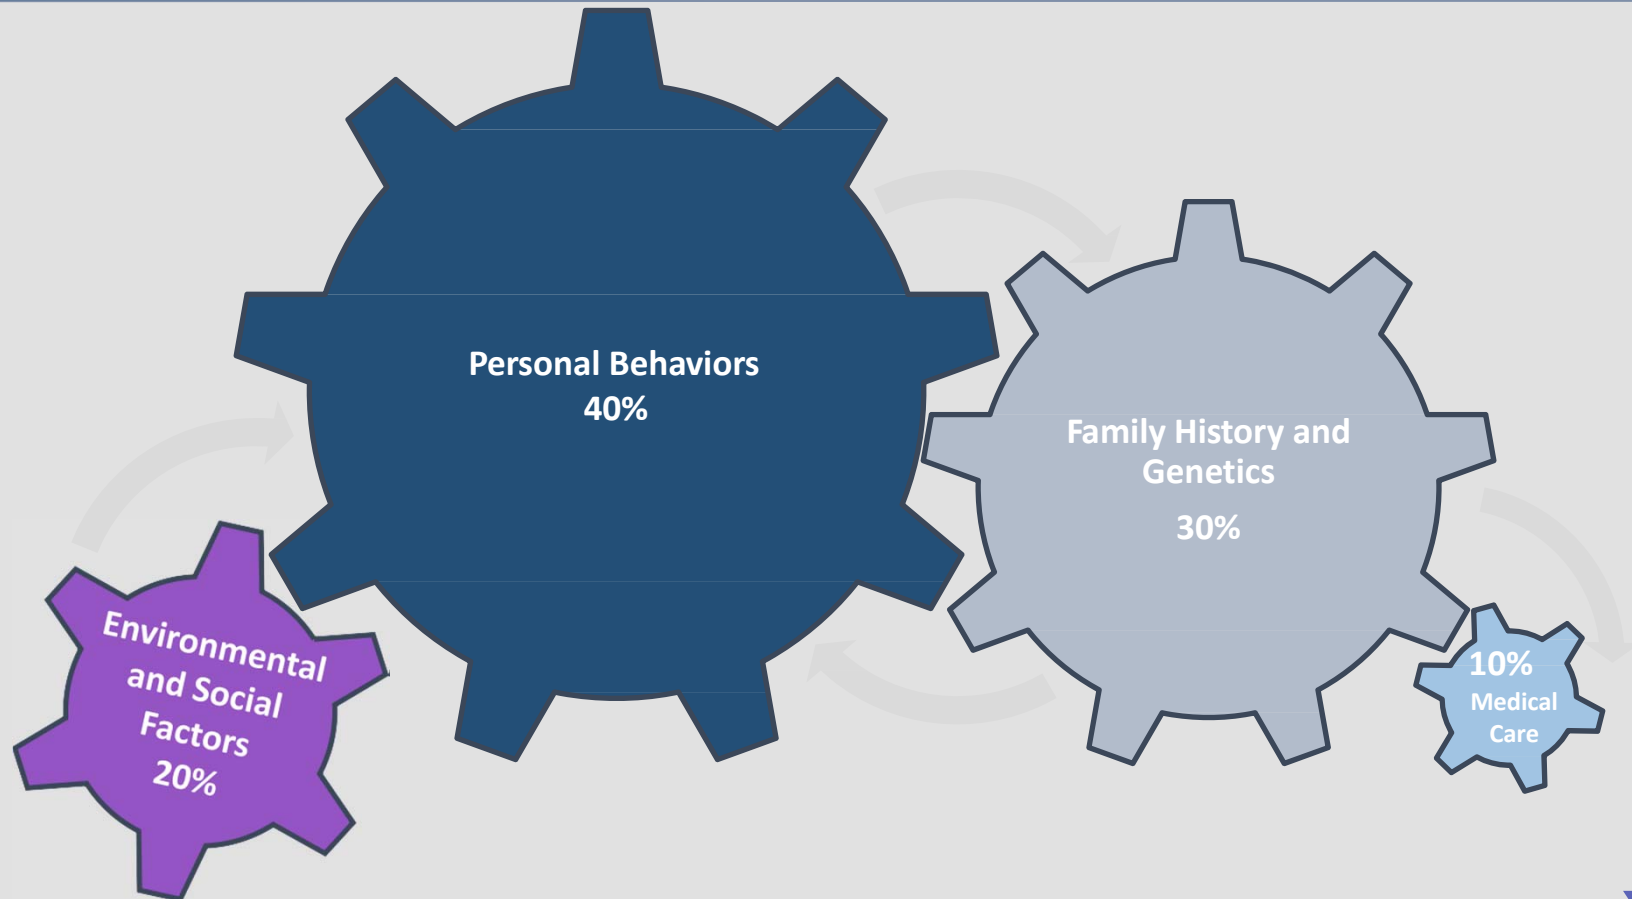 Personal Behaviors
40%
Family History and
Genetics
30%
Environmental
and Social
Factors
20%
10%
Medical
Care